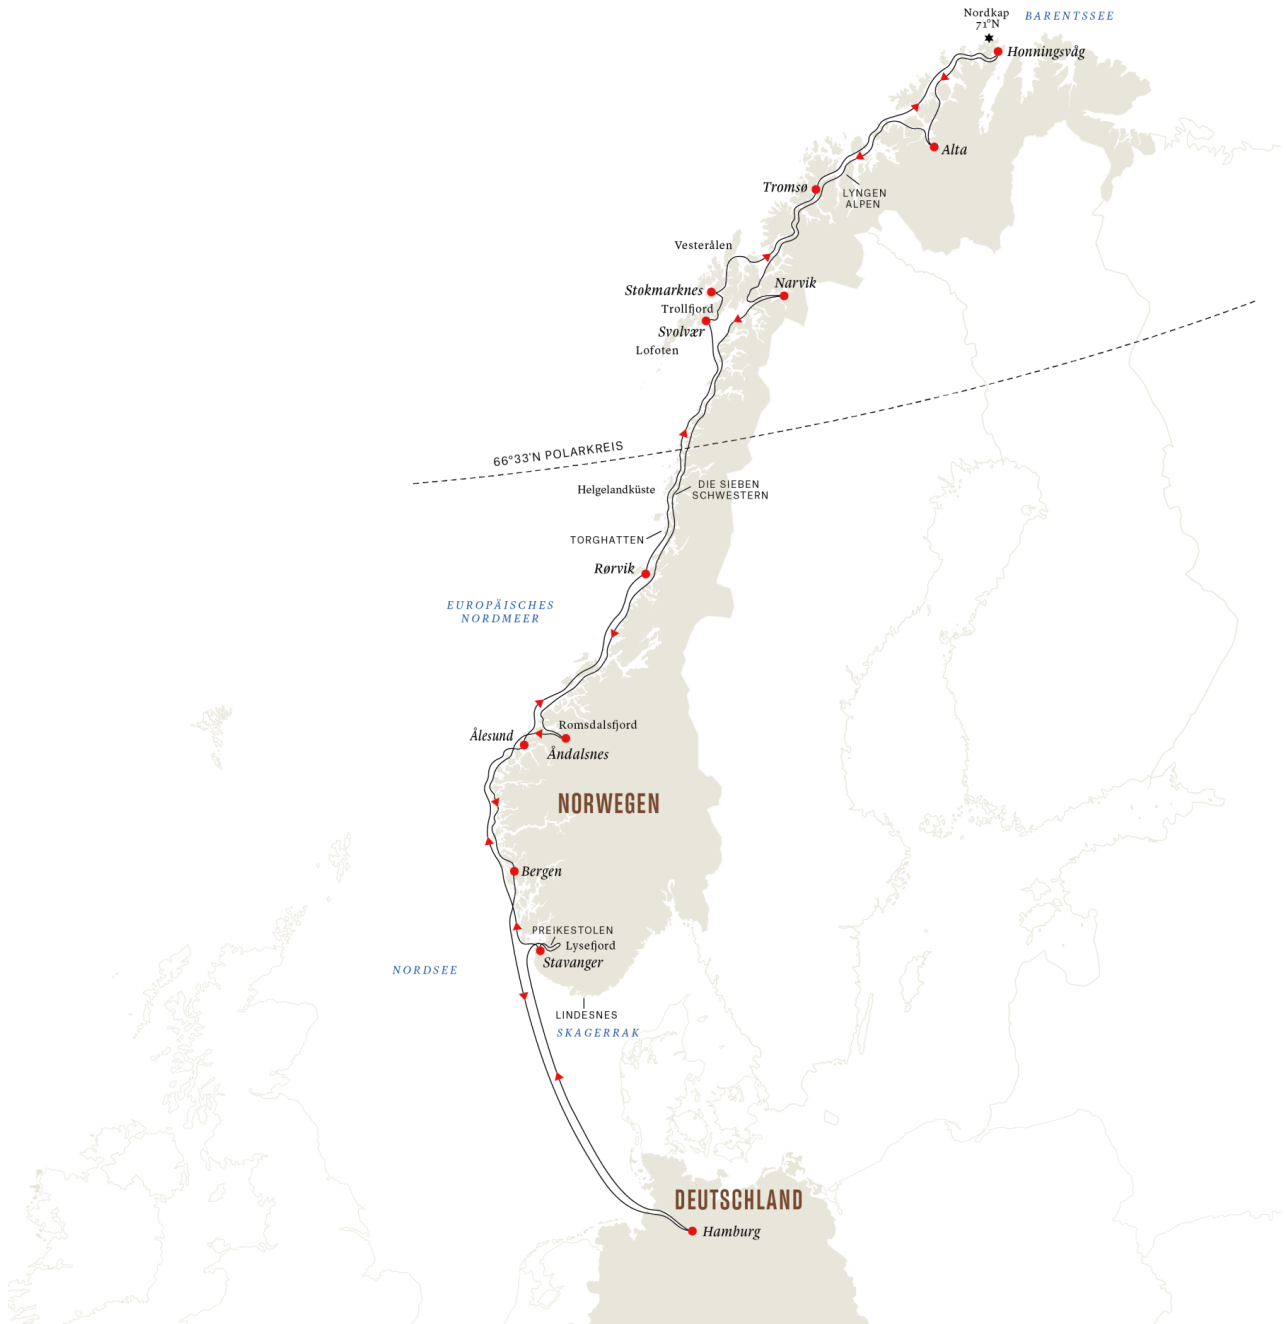 Nordkap
71°N
BARENTSSEE
Honningsvåg
Alta
Tromsø
LYNGEN
ALPEN
Vesterålen
Narvik
Stokmarknes
Trollfjord
Svolvær
Lofoten
66°33'N POLARKREIS
DIE SIEBEN
SCHWESTERN
Helgelandküste
TORGHATTEN
Rørvik
EUROPÄISCHES
NORDMEER
Romsdalsfjord
Ålesund
Åndalsnes
NORWEGEN
Bergen
PREIKESTOLEN
Lysefjord
Stavanger
NORDSEE
LINDESNES
SKAGERRAK
DEUTSCHLAND
Hamburg